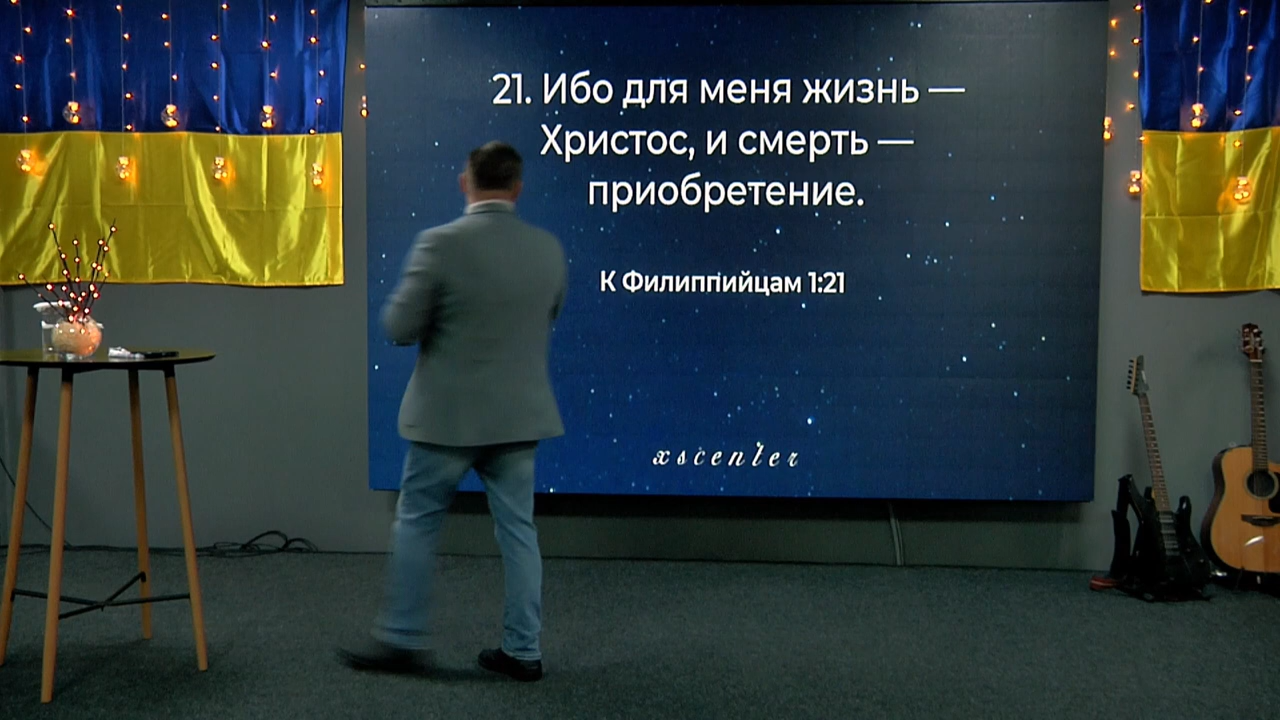 21. Ибо для меня жизнь —
Христос, и смерть —
приобретение.
К Филиппийцам 1:21
xscenter